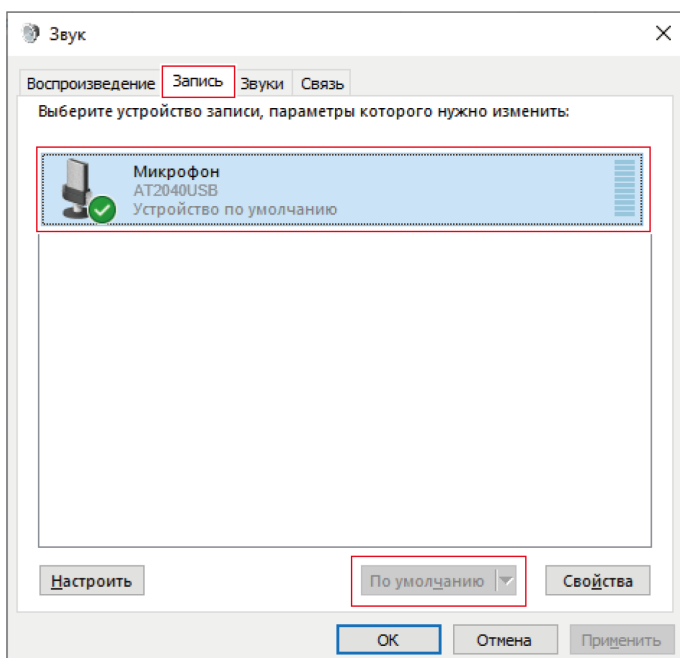 Звук
Воспроизведение Запись Звуки Связь
Выберите устройство записи, параметры которого нужно изменить:
Микрофон
AT2040USB
Устройство по умолчанию
Настроить По умолчанию Свойства
ОК Отмена Применить